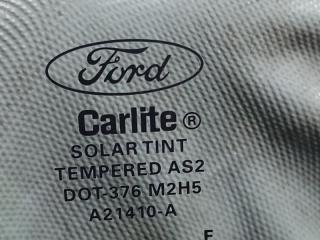 Ford
Carlite®
SOLAR TINT
TEMPERED AS2
DOT-376 M2H5
A21410-A